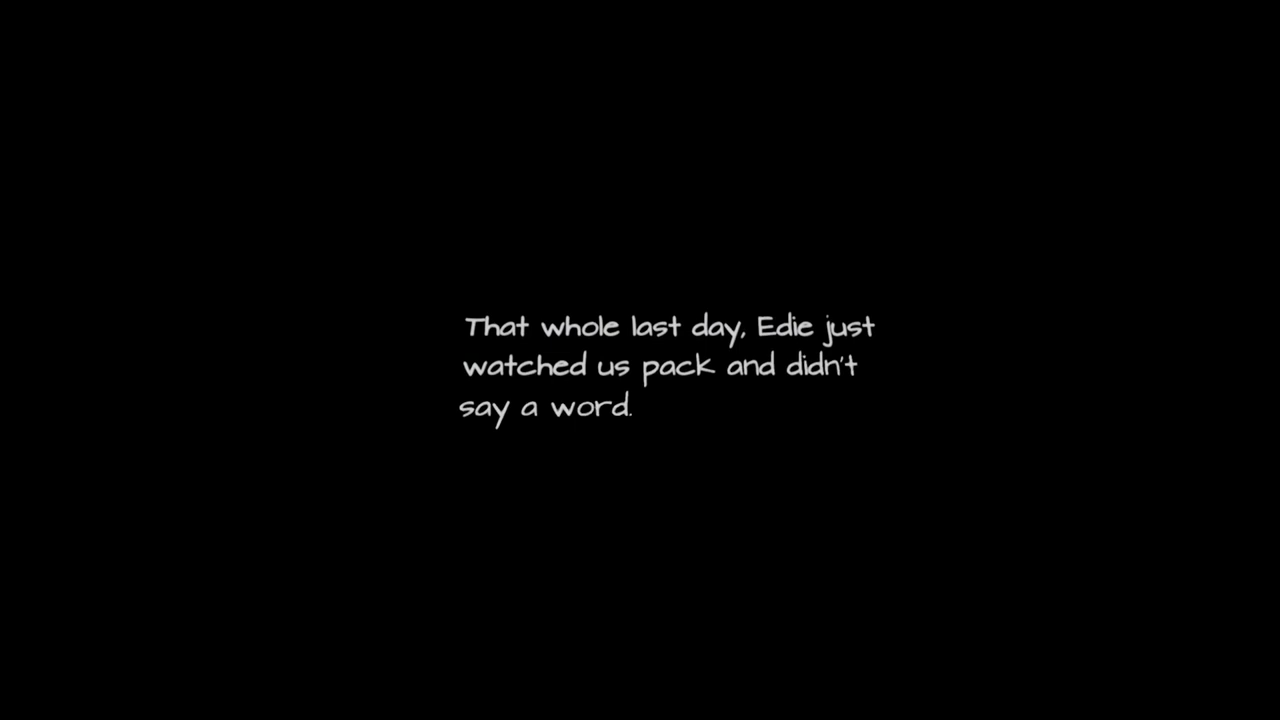 That whole last day, Edie just
watched us pack and didn't
say a word.